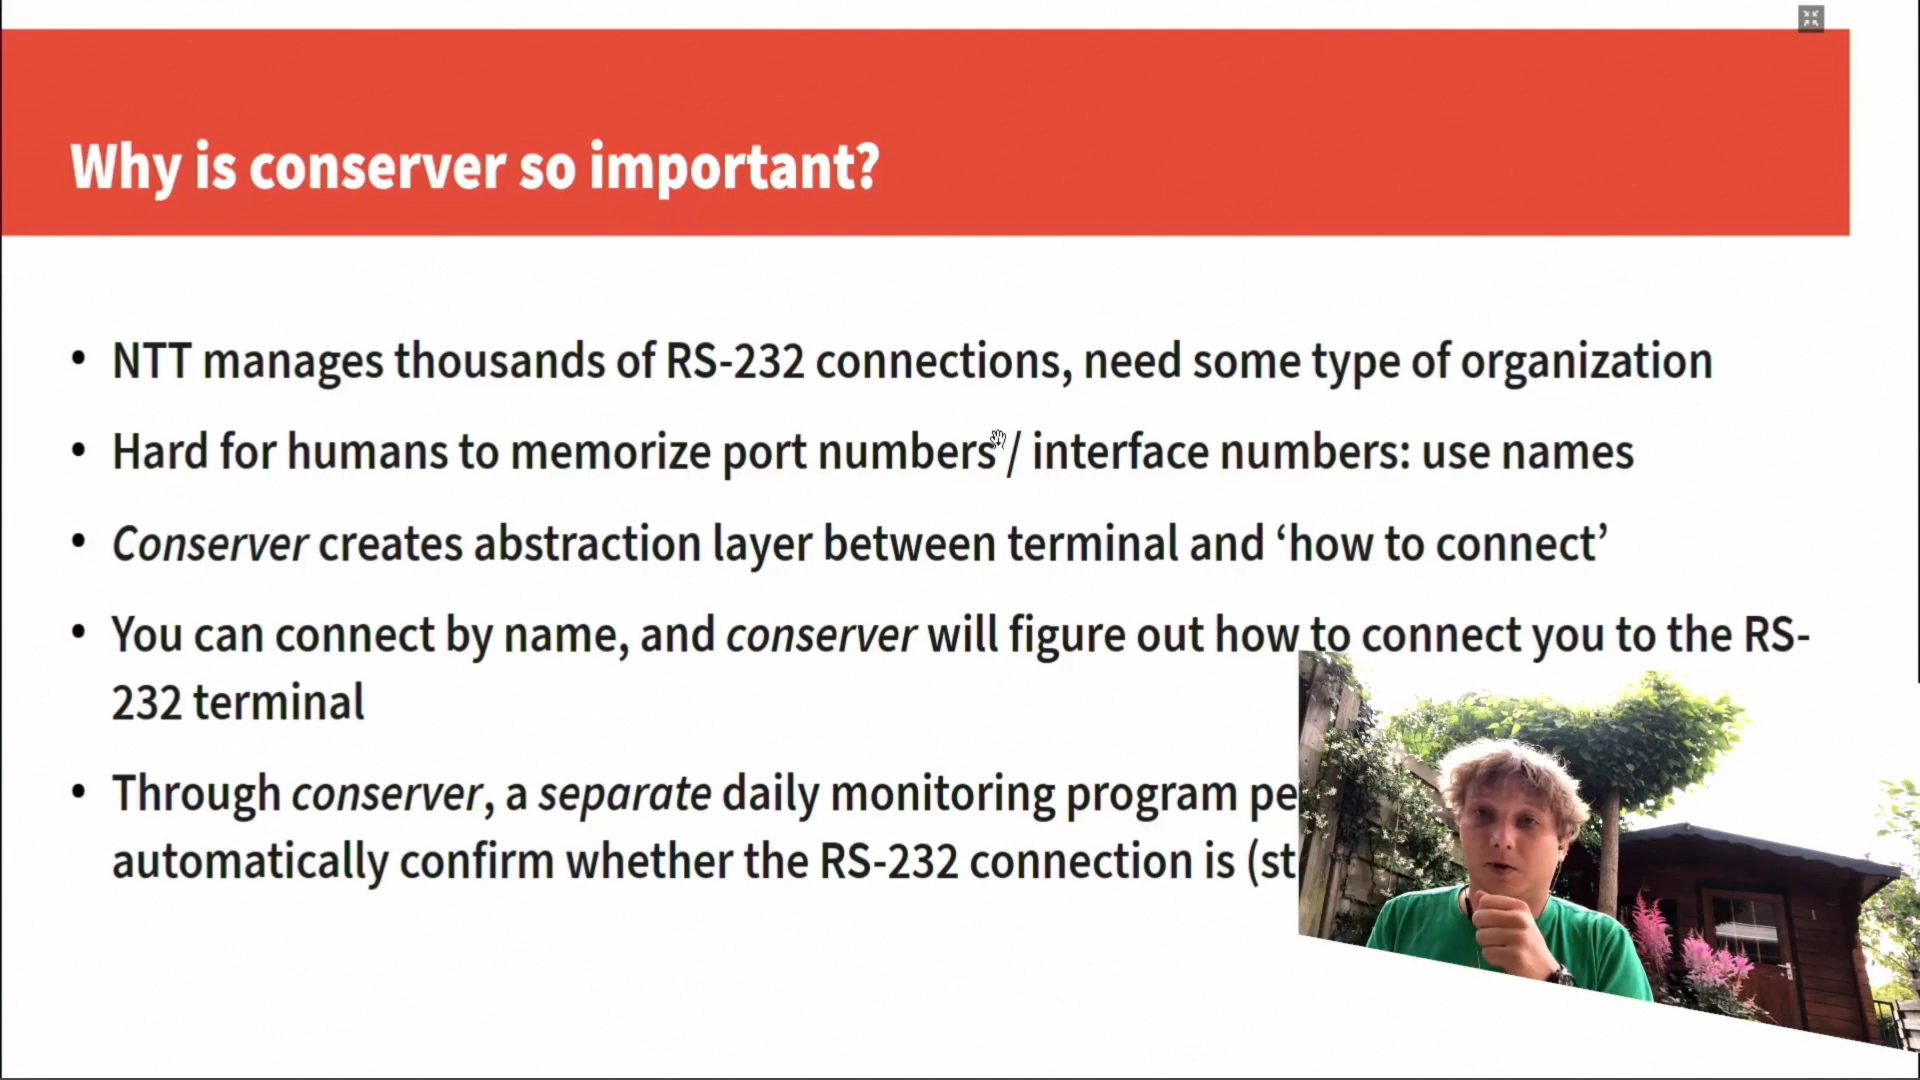 Why is conserver so important?
• NTT manages thousands of RS-232 connections, need some type of organization
• Hard for humans to memorize port numbers / interface numbers: use names
• Conserver creates abstraction layer between terminal and ‘how to connect’
• You can connect by name, and conserver will figure out how to connect you to the RS-
232 terminal
• Through conserver, a separate daily monitoring program
automatically confirm whether the RS-232 connection is